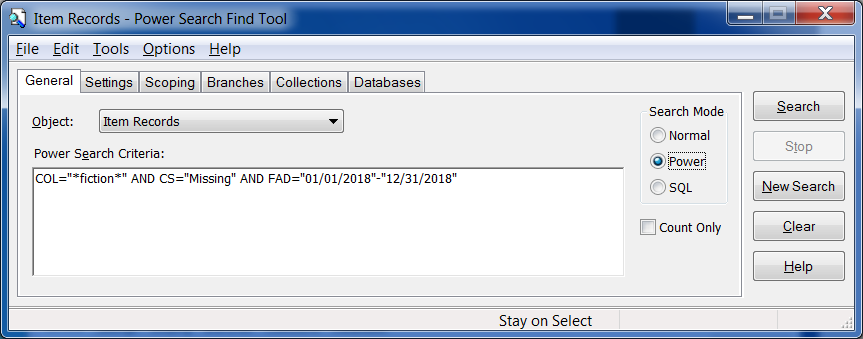 Item Records - Power Search Find Tool
File Edit Tools Options Help
General Settings Scoping Branches Collections Databases
Object: Item Records
Power Search Criteria:
COL="*fiction*" AND CS="Missing" AND FAD="01/01/2018"-"12/31/2018"
Search Mode
Normal
Power
SQL
Count Only
Search
Stop
New Search
Clear
Help
Stay on Select